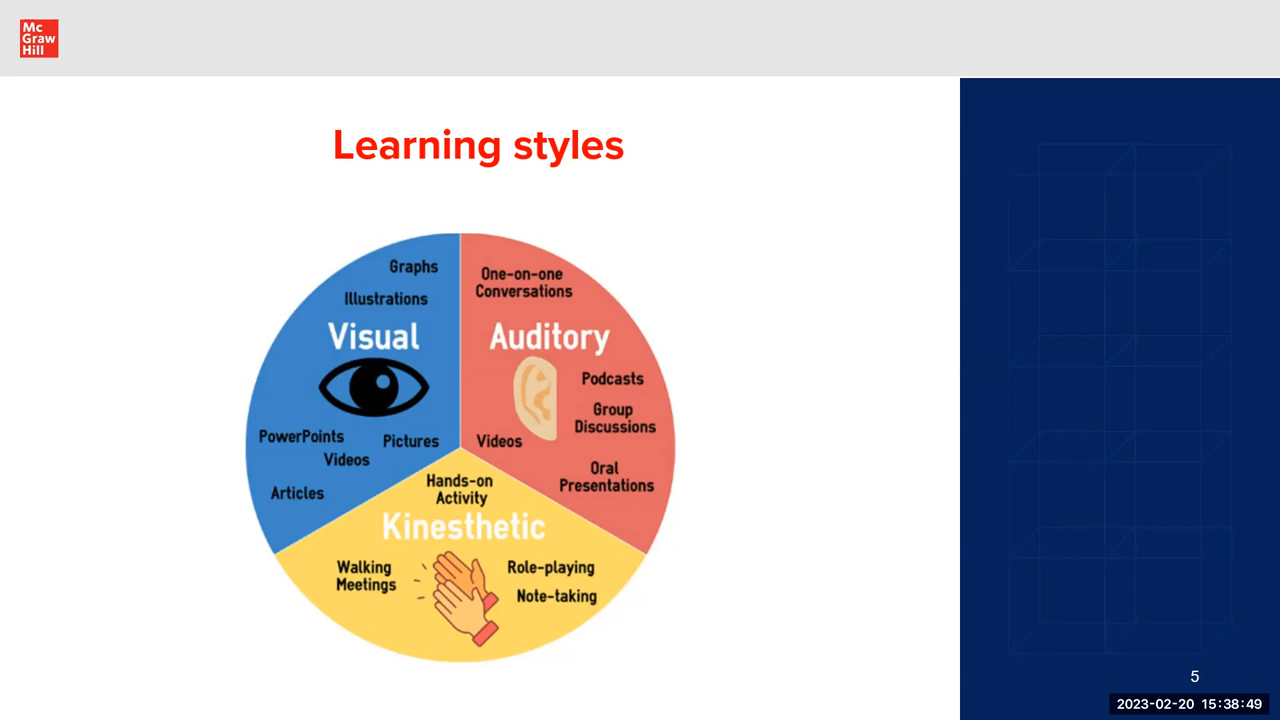 Mc
Graw
Hill
Learning styles
Graphs
Illustrations
Visual
PowerPoints
Pictures
Videos
Articles
One-on-one
Conversations
Auditory
Podcasts
Group
Discussions
Videos
Oral
Presentations
Hands-on
Activity
Kinesthetic
Walking
Meetings
Role-playing
Note-taking
5
2023-02-20 15:38:49